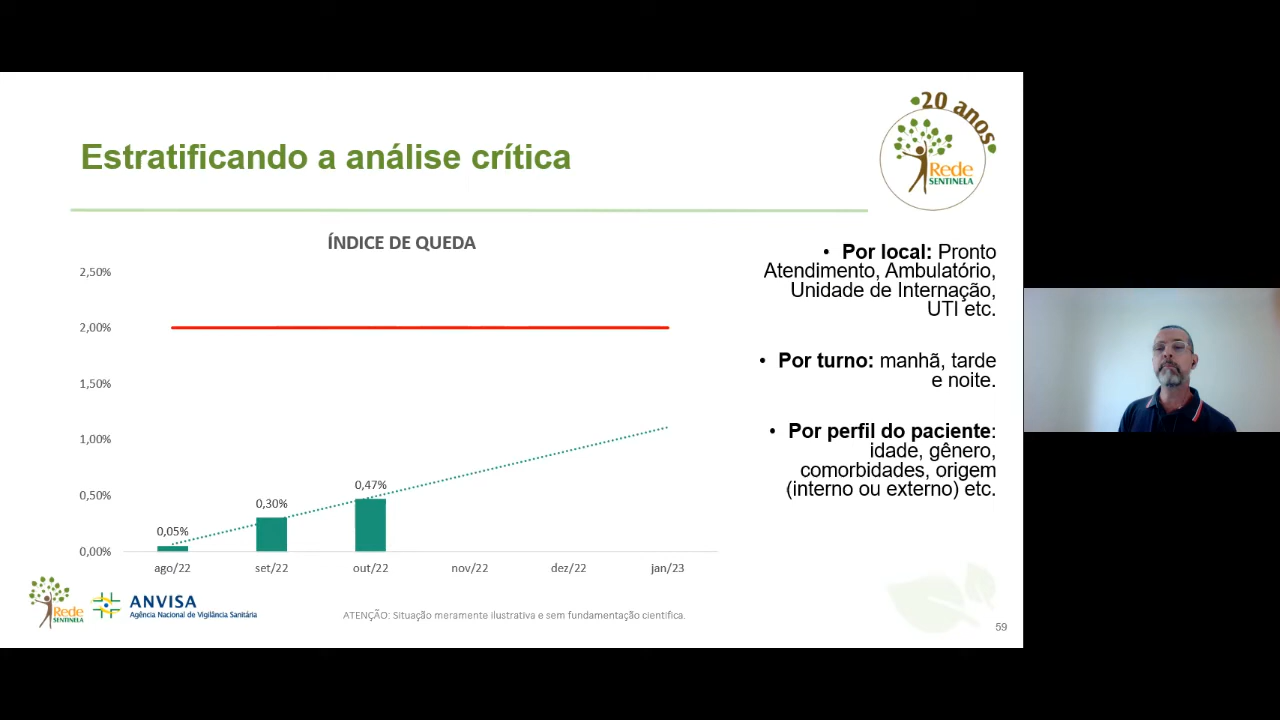 20 anos
Rede
SENTINELA
Estratificando a análise crítica
ÍNDICE DE QUEDA
2,50%
2,00%
1,50%
1,00%
0,50%
0,00%
0,05%
0,30%
0,47%
ago/22
set/22
out/22
nov/22
dez/22
jan/23
• Por local: Pronto
Atendimento, Ambulatório,
Unidade de Internação,
UTI etc.
• Por turno: manhã, tarde
e noite.
• Por perfil do paciente:
idade, gênero,
comorbidades, origem
(interno ou externo) etc.
Rede
SENTINELA
ANVISA
Agência Nacional de Vigilância Sanitária
ATENÇÃO: Situação meramente ilustrativa e sem fundamentação científica.
59